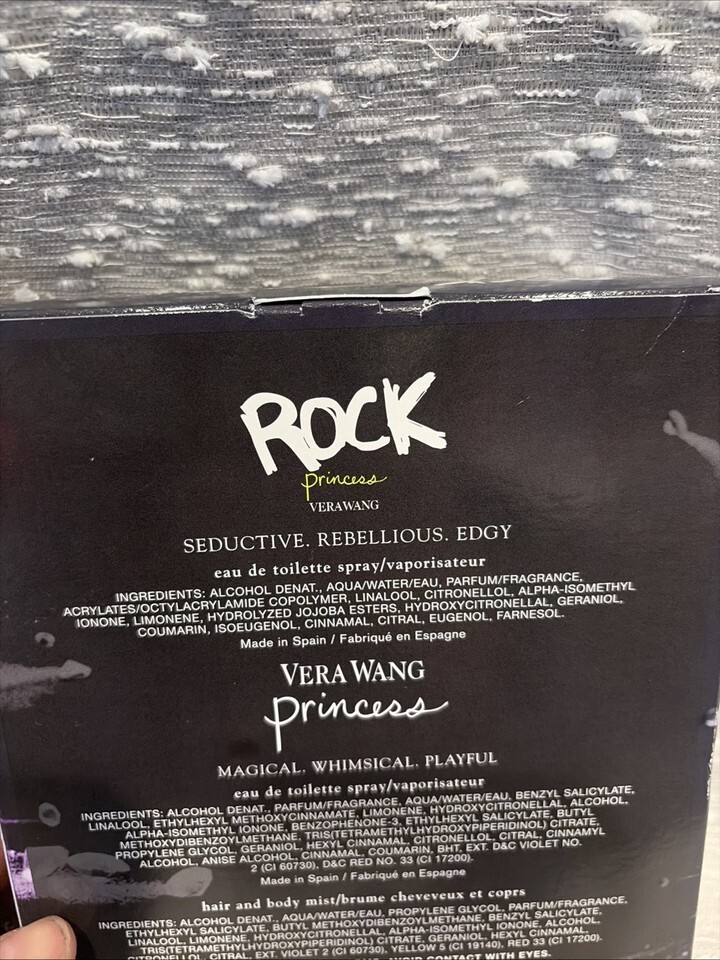 ROCK
princess
VERAWANG
SEDUCTIVE. REBELLIOUS. EDGY
eau de toilette spray/vaporisateur
INGREDIENTS: ALCOHOL DENAT., AQUA/WATER/EAU, PARFUM/FRAGRANCE,
ACRYLATES/OCTYLACRYLAMIDE COPOLYMER, LINALOOL, CITRONELLOL, ALPHA-ISOMETHYL
IONONE, LIMONENE, HYDROLYZED JOJOBA ESTERS, HYDROXYCITRONELLAL, GERANIOL,
COUMARIN, ISOEUGENOL, CINNAMAL, CITRAL, EUGENOL, FARNESOL.
Made in Spain / Fabriqué en Espagne
VERA WANG
princess
MAGICAL. WHIMSICAL. PLAYFUL
eau de toilette spray/vaporisateur
INGREDIENTS: ALCOHOL DENAT., PARFUM/FRAGRANCE, AQUA/WATER/EAU, BENZYL SALICYLATE,
LINALOOL, ETHYLHEXYL METHOXYCINNAMATE, LIMONENE, HYDROXYCITRONELLAL, ALCOHOL,
ALPHA-ISOMETHYL IONONE, BENZOPHENONE-3, ETHYLHEXYL SALICYLATE, BUTYL
METHOXYDIBENZOYLMETHANE, TRIS(TETRAMETHYLHYDROXYPIPERIDINOL) CITRATE,
PROPYLENE GLYCOL, GERANIOL, HEXYL CINNAMAL, CITRONELLOL, CITRAL, CINNAMYL
ALCOHOL, ANISE ALCOHOL, CINNAMAL, COUMARIN, BHT, EXT. D&C VIOLET NO.
2 (CI 60730). D&C RED NO. 33 (CI 17200).
Made in Spain / Fabriqué en Espagne
hair and body mist/brume cheveveux et coprs
INGREDIENTS: ALCOHOL DENAT., AQUA/WATER/EAU, PROPYLENE GLYCOL, PARFUM/FRAGRANCE,
ETHYLHEXYL SALICYLATE, BUTYL METHOXYDIBENZOYLMETHANE, BENZYL SALICYLATE,
LINALOOL, LIMONENE, HYDROXYCITRONELLAL, ALPHA-ISOMETHYL IONONE, ALCOHOL,
TRIS(TETRAMETHYLHYDROXYPIPERIDINOL) CITRATE, GERANIOL, HEXYL CINNAMAL,
CITRONELLOL, CITRAL, EXT. VIOLET 2 (CI 60730), YELLOW 5 (CI 19140), RED 33 (CI 17200).
AVOID CONTACT WITH EYES.